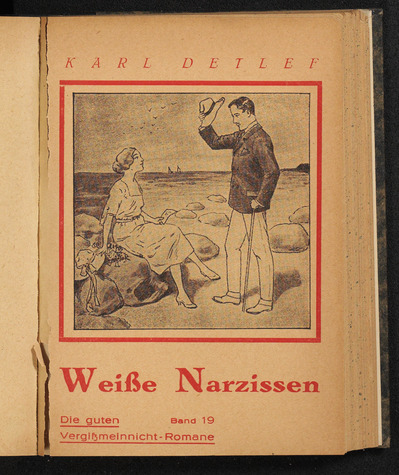 KARL DETLEF
Weiße Narzissen
Die guten Band 19
Vergißmeinnicht-Romane